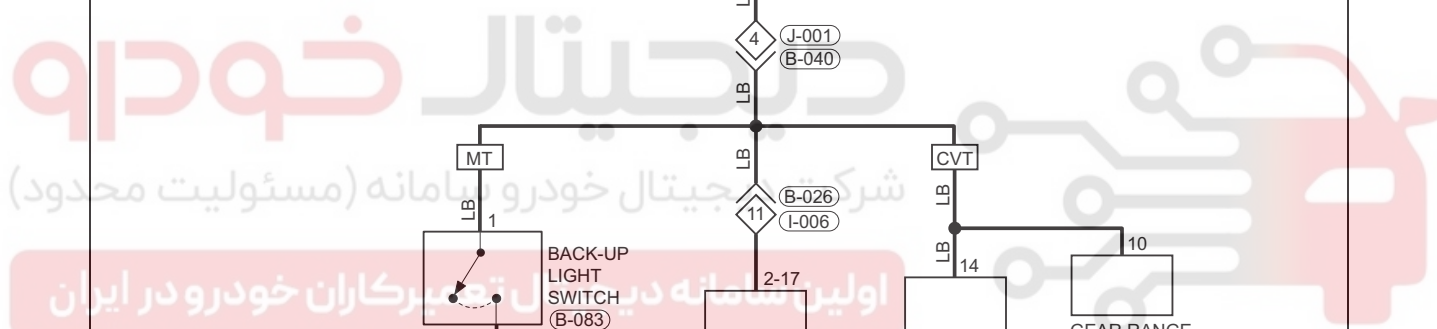 LB
4
J-001
B-040
LB
دیجیتال خودرو
MT
LB
CVT
شرکت دیجیتال خودرو سامانه (مسئولیت محدود)
LB
1
11
B-026
I-006
LB
LB
14
10
BACK-UP
LIGHT
SWITCH
B-083
2-17
اولین سامانه دیجیتال تعمیرکاران خودرو در ایران
GEAR RANGE